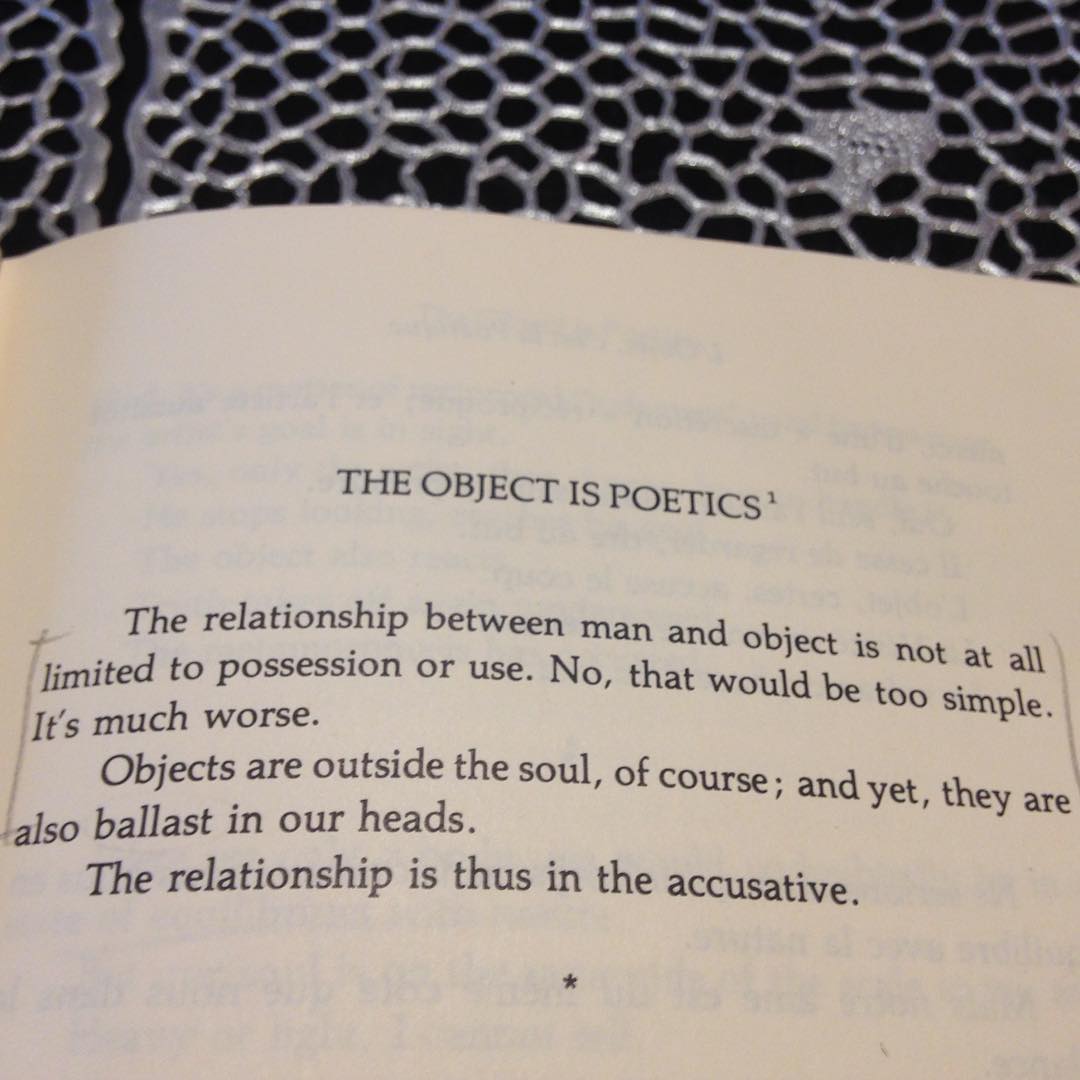 THE OBJECT IS POETICS¹
The relationship between man and object is not at all
limited to possession or use. No, that would be too simple.
It's much worse.
Objects are outside the soul, of course; and yet, they are
also ballast in our heads.
The relationship is thus in the accusative.
*